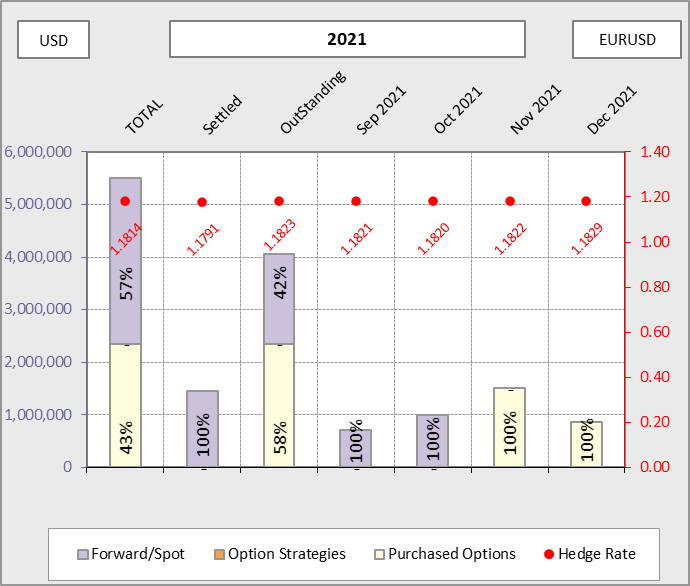 USD
2021
EURUSD
TOTAL
Settled
OutStanding
Sep 2021
Oct 2021
Nov 2021
Dec 2021
6,000,000
5,000,000
4,000,000
3,000,000
2,000,000
1,000,000
0
1.40
1.20
1.00
0.80
0.60
0.40
0.20
0.00
1.1814
1.1791
1.1823
1.1821
1.1820
1.1822
1.1829
57%
42%
-
-
-
43%
100%
58%
100%
100%
100%
100%
-
-
-
Forward/Spot
Option Strategies
Purchased Options
Hedge Rate